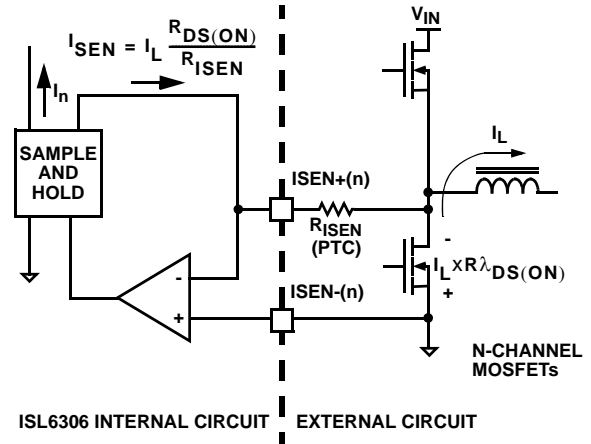 I_SEN = I_L R_DS(ON) / R_ISEN
V_IN
I_n
I_L
SAMPLE
AND
HOLD
ISEN+(n)
R_ISEN
(PTC)
-
I_L xRλ_DS(ON)
+
-
+
ISEN-(n)
N-CHANNEL
MOSFETs
ISL6306 INTERNAL CIRCUIT
EXTERNAL CIRCUIT